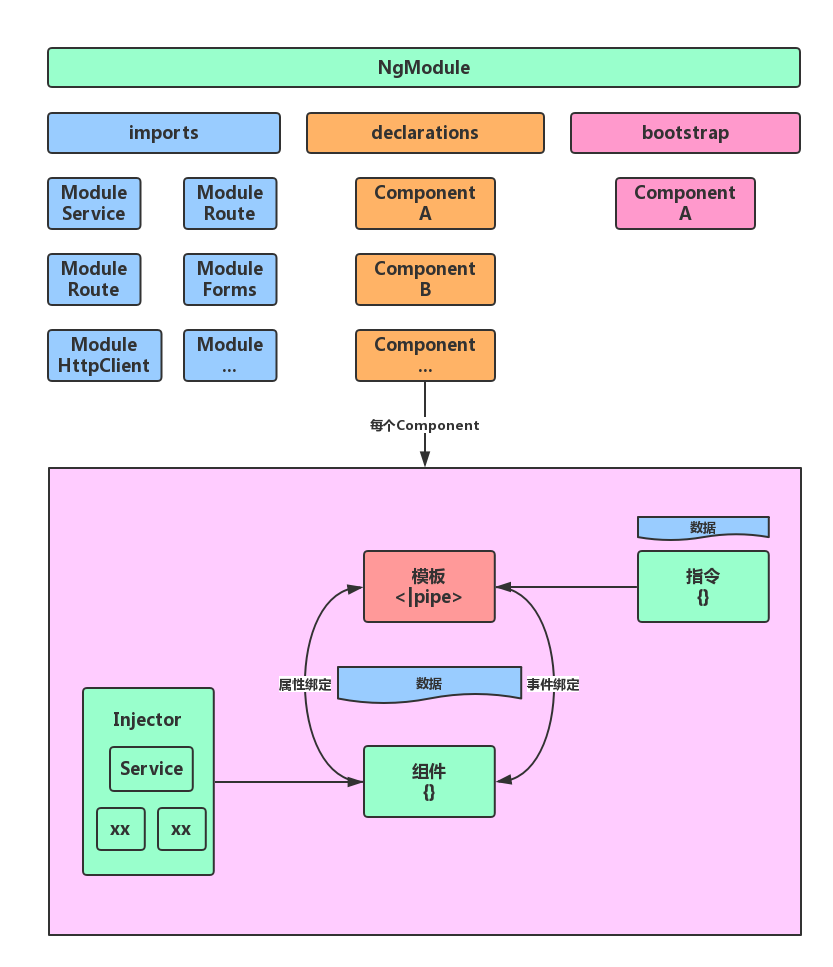 NgModule
imports
declarations
bootstrap
Module
Service
Module
Route
Component
A
Component
A
Module
Route
Module
Forms
Component
B
Module
HttpClient
Module
...
Component
...
每个Component
数据
模板
<|pipe>
指令
{}
属性绑定
数据
事件绑定
Injector
Service
xx
xx
组件
{}